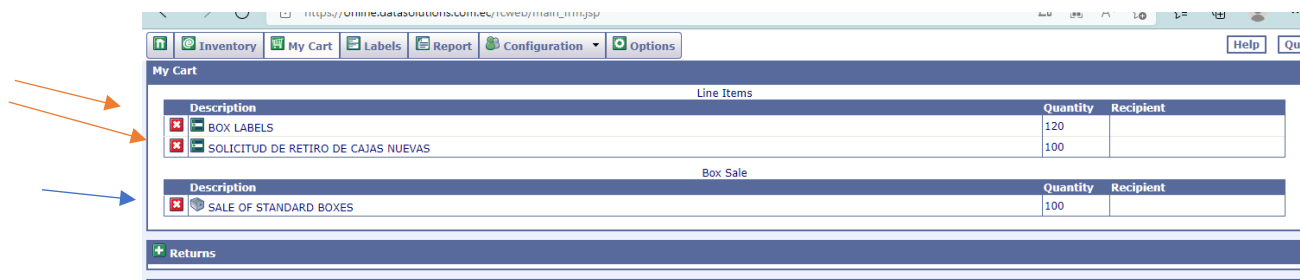 https://online.datasolutions.com.ec/rcweb/main_frm.jsp
Inventory My Cart Labels Report Configuration Options Help Qu
My Cart
Line Items
Description Quantity Recipient
BOX LABELS 120
SOLICITUD DE RETIRO DE CAJAS NUEVAS 100
Box Sale
Description Quantity Recipient
SALE OF STANDARD BOXES 100
Returns